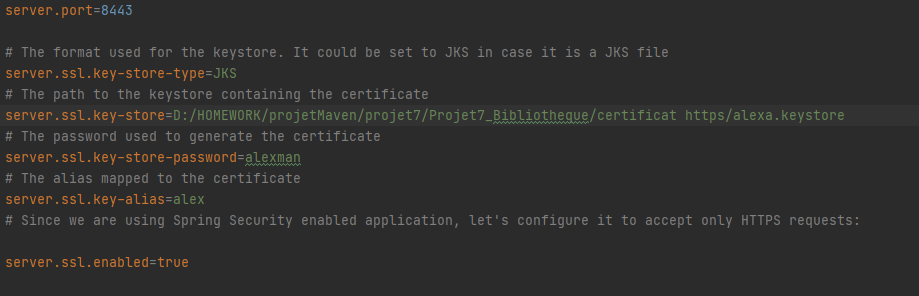 server.port=8443
# The format used for the keystore. It could be set to JKS in case it is a JKS file
server.ssl.key-store-type=JKS
# The path to the keystore containing the certificate
server.ssl.key-store=D:/HOMEWORK/projetMaven/projet7/Projet7_Bibliotheque/certificat https/alexa.keystore
# The password used to generate the certificate
server.ssl.key-store-password=alexman
# The alias mapped to the certificate
server.ssl.key-alias=alex
# Since we are using Spring Security enabled application, let's configure it to accept only HTTPS requests:
server.ssl.enabled=true